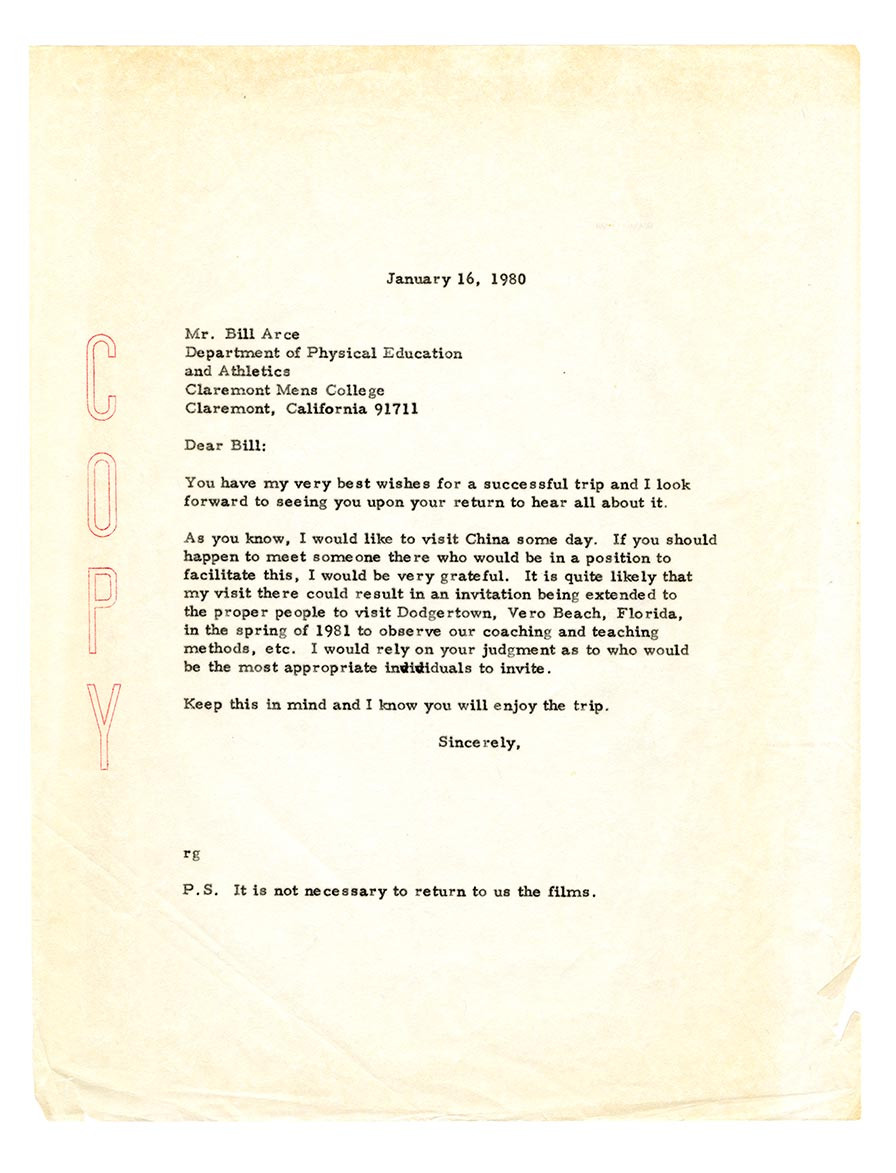 January 16, 1980
Mr. Bill Arce
Department of Physical Education
and Athletics
Claremont Mens College
Claremont, California 91711
Dear Bill:
You have my very best wishes for a successful trip and I look
forward to seeing you upon your return to hear all about it.
As you know, I would like to visit China some day. If you should
happen to meet someone there who would be in a position to
facilitate this, I would be very grateful. It is quite likely that
my visit there could result in an invitation being extended to
the proper people to visit Dodgertown, Vero Beach, Florida,
in the spring of 1981 to observe our coaching and teaching
methods, etc. I would rely on your judgment as to who would
be the most appropriate to invite.
Keep this in mind and I know you will enjoy the trip.
Sincerely,
rg
P.S. It is not necessary to return to us the films.
COPY